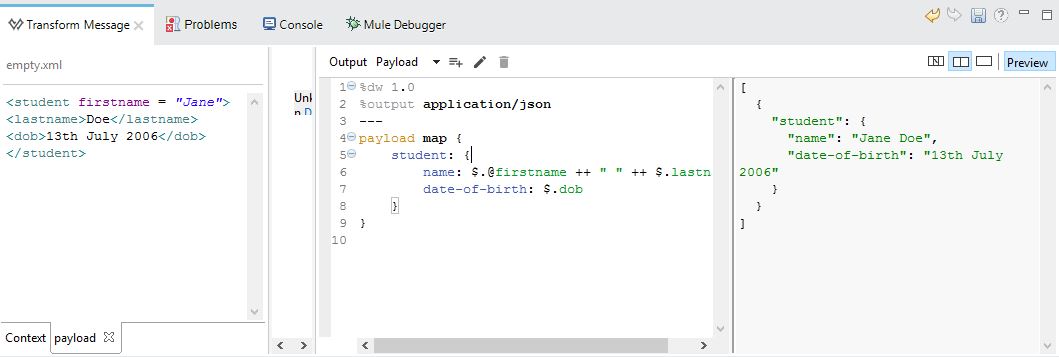 Transform Message
Problems
Console
Mule Debugger
empty.xml
Output Payload
Preview
<student firstname = "Jane">
<lastname>Doe</lastname>
<dob>13th July 2006</dob>
</student>
1 %dw 1.0
2 %output application/json
3 ---
4 payload map {
5 student: {
6 name: $.@firstname ++ " " ++ $.lastn
7 date-of-birth: $.dob
8 }
9 }
10
[
{
"student": {
"name": "Jane Doe",
"date-of-birth": "13th July
2006"
}
}
]
Context payload